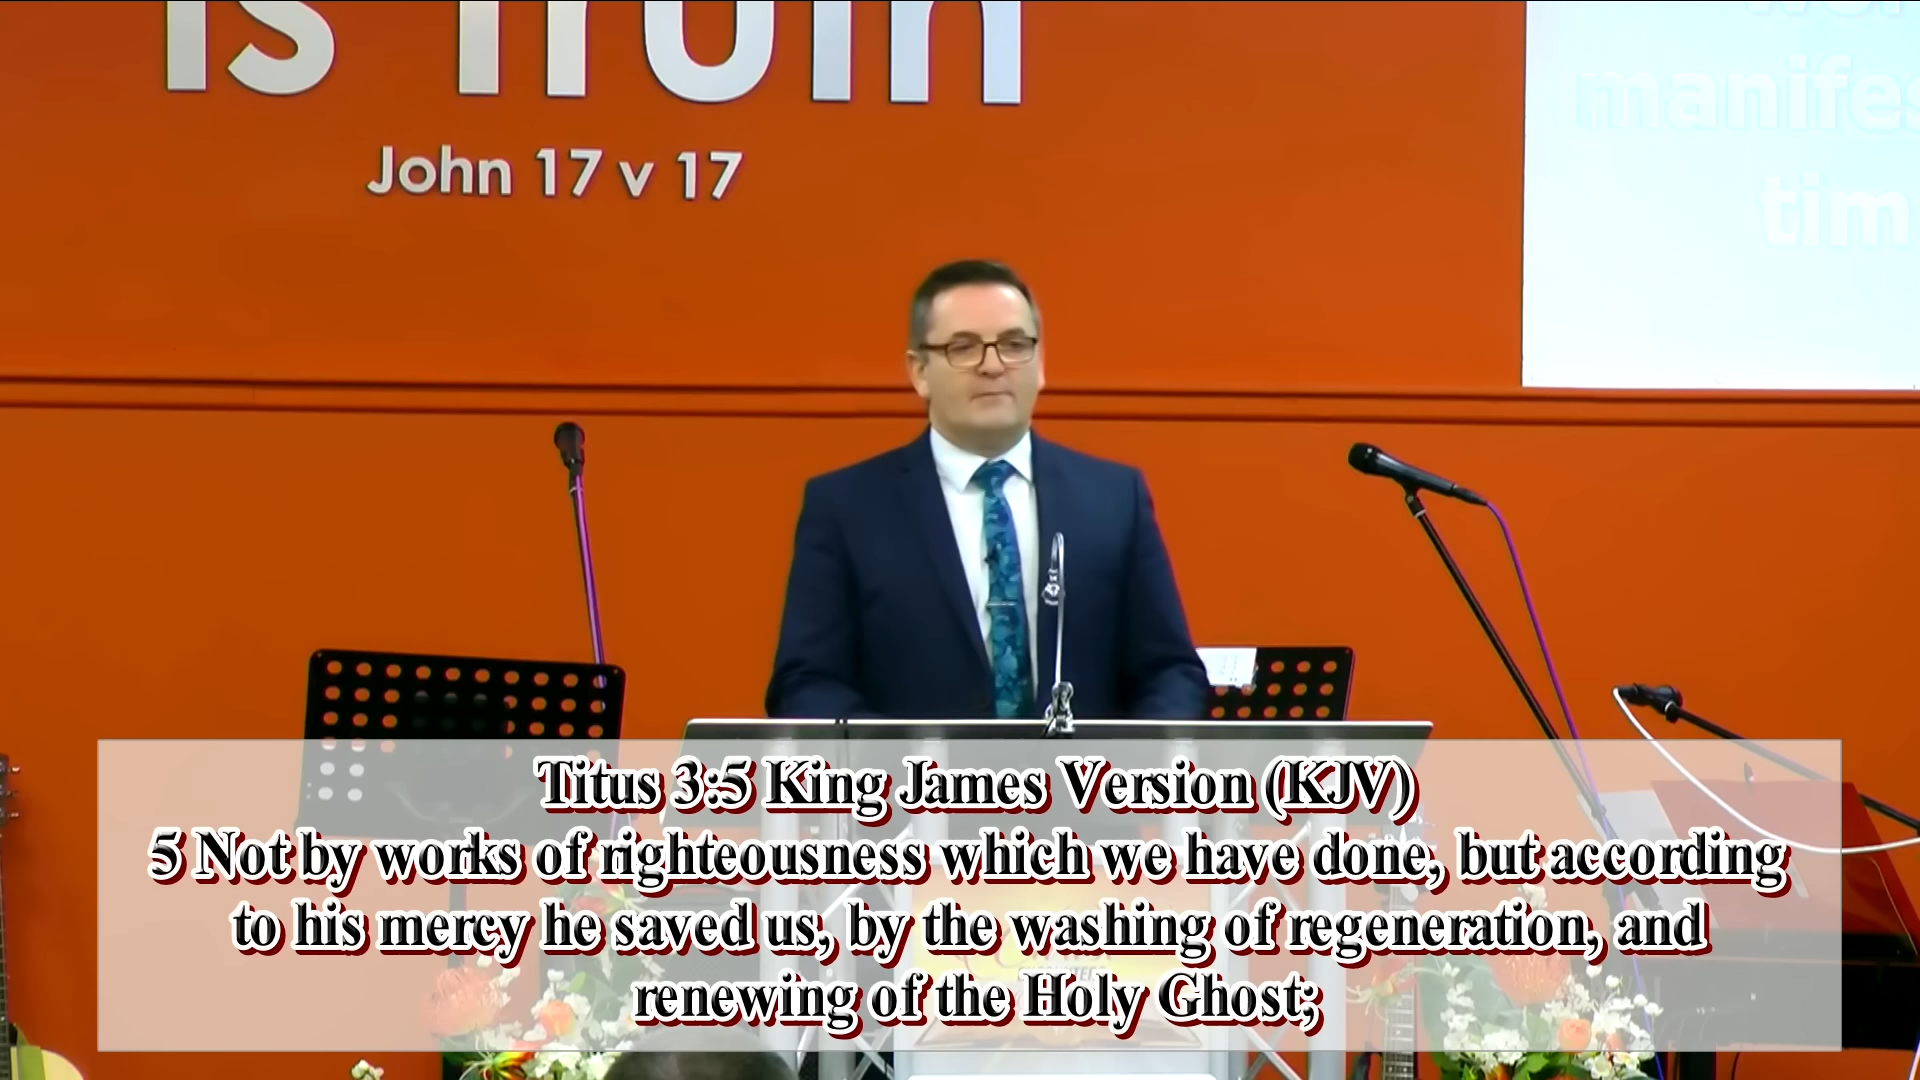 is Truth
John 17 v 17
manifes
tim
Titus 3:5 King James Version (KJV)
5 Not by works of righteousness which we have done, but according
to his mercy he saved us, by the washing of regeneration, and
renewing of the Holy Ghost;